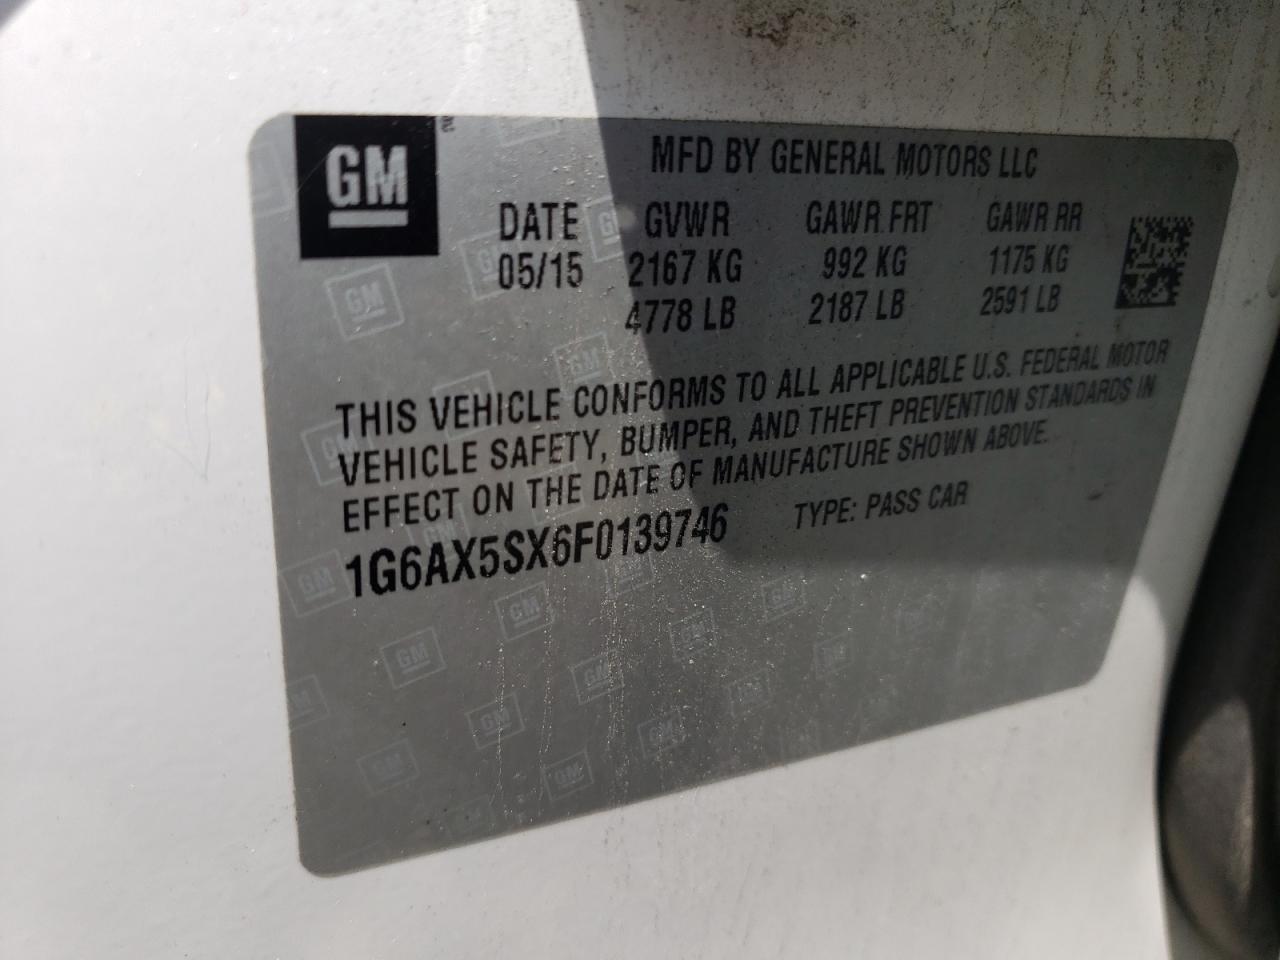 GM
MFD BY GENERAL MOTORS LLC
DATE GVWR GAWR FRT GAWR RR
05/15 2167 KG 992 KG 1175 KG
4778 LB 2187 LB 2591 LB
THIS VEHICLE CONFORMS TO ALL APPLICABLE U.S. FEDERAL MOTOR
VEHICLE SAFETY, BUMPER, AND THEFT PREVENTION STANDARDS IN
EFFECT ON THE DATE OF MANUFACTURE SHOWN ABOVE.
1G6AX5SX6F0139746 TYPE: PASS CAR